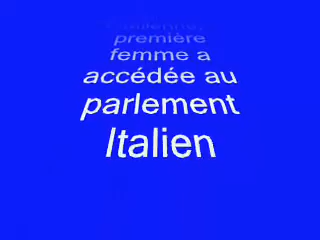 première
femme a
accédée au
parlement
Italien